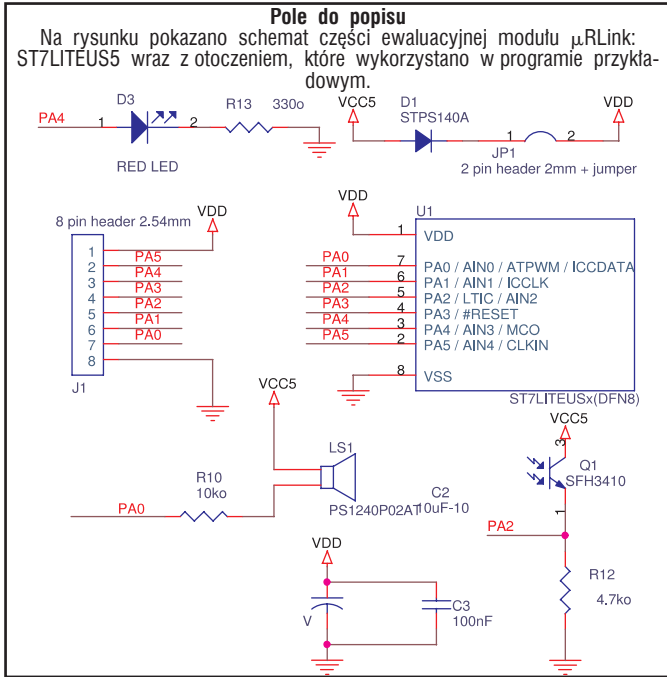 Pole do popisu
Na rysunku pokazano schemat części ewaluacyjnej modułu µRLink:
ST7LITEUS5 wraz z otoczeniem, które wykorzystano w programie przykła-
dowym.
D3
R13 330o
PA4 1 2
RED LED
VCC5 D1 VDD
STPS140A
1 2
JP1
2 pin header 2mm + jumper
8 pin header 2.54mm
VDD
1
2 PA5
3 PA4
4 PA3
5 PA2
6 PA1
7 PA0
8
J1
VDD
U1
1 VDD
PA0 7 PA0 / AIN0 / ATPWM / ICCDATA
PA1 6 PA1 / AIN1 / ICCLK
PA2 5 PA2 / LTIC / AIN2
PA3 4 PA3 / #RESET
PA4 3 PA4 / AIN3 / MCO
PA5 2 PA5 / AIN4 / CLKIN
8 VSS
ST7LITEUSx(DFN8)
VCC5
LS1
R10
10ko
PA0
PS1240P02AT
C2
10uF-10
VCC5
3
Q1
SFH3410
1
PA2
R12
4.7ko
VDD
V
C3
100nF